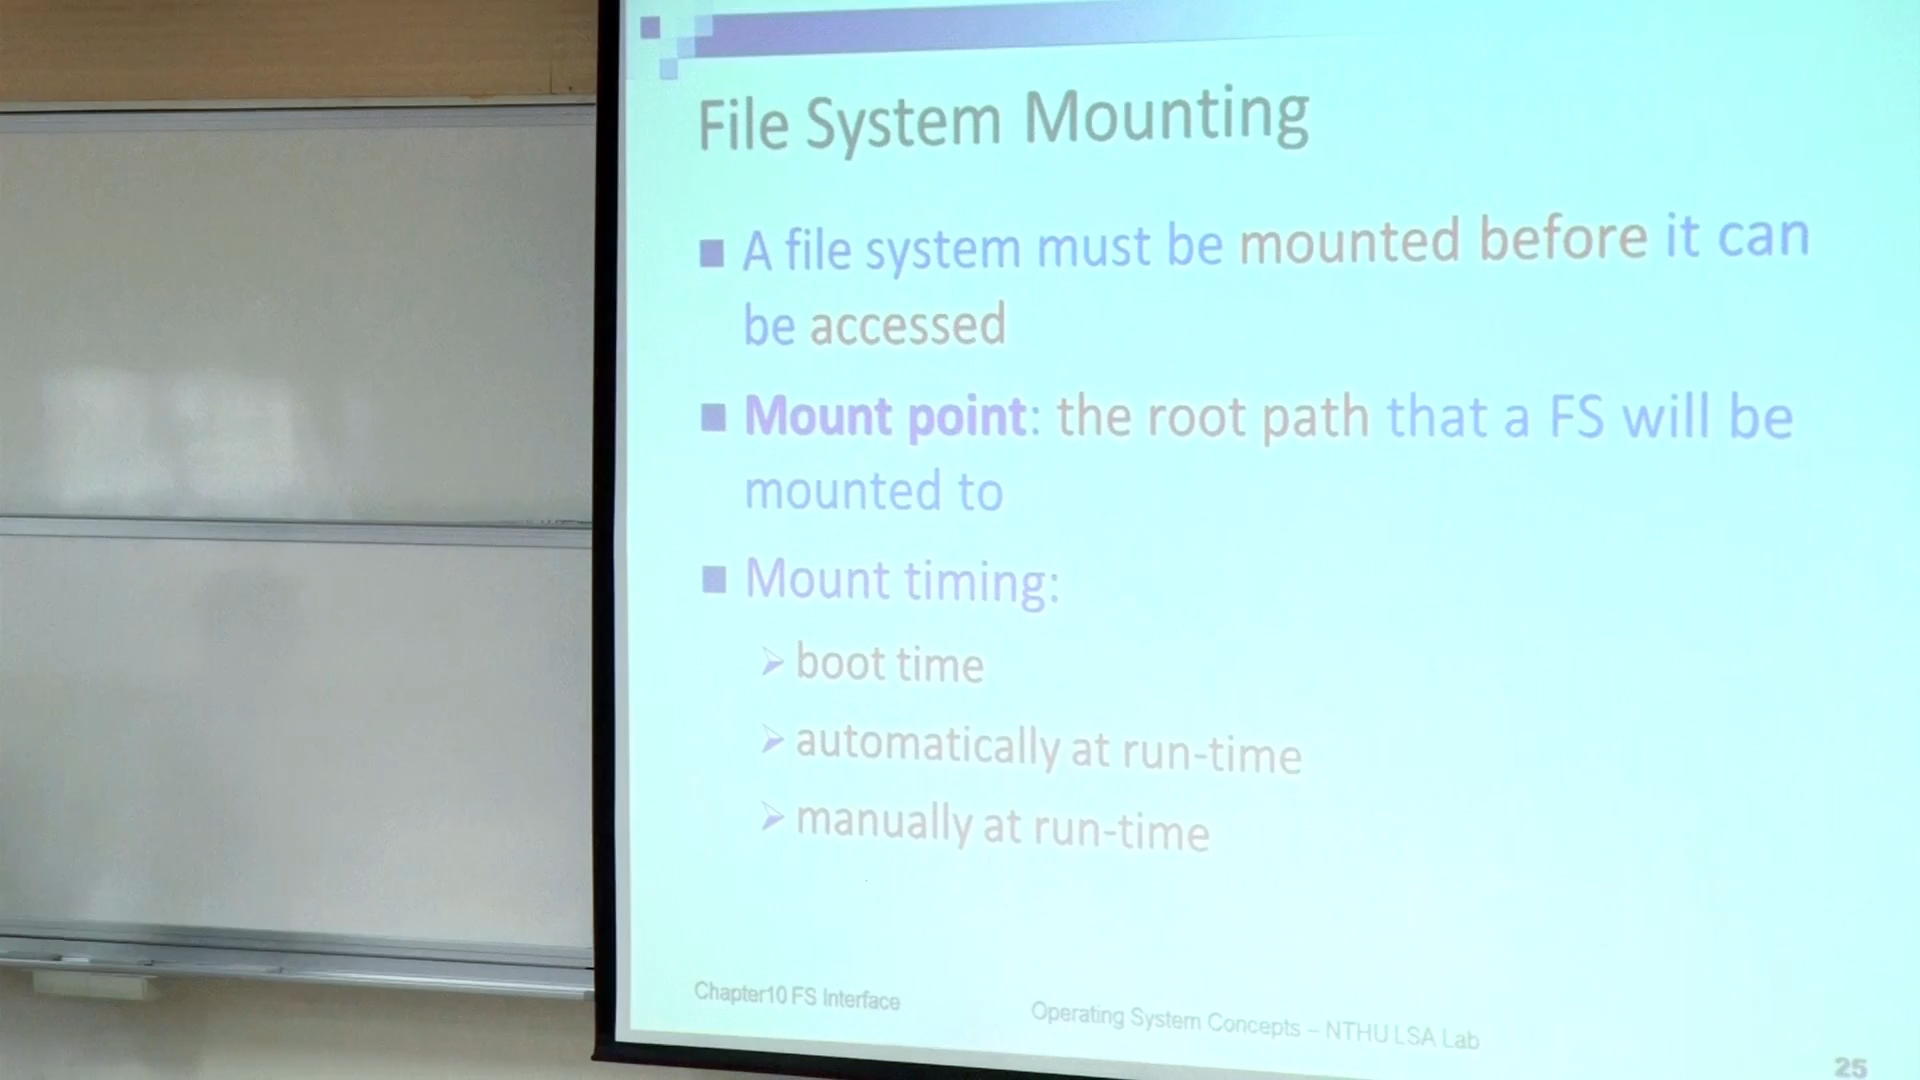 File System Mounting
■ A file system must be mounted before it can
be accessed
■ Mount point: the root path that a FS will be
mounted to
■ Mount timing:
➢ boot time
➢ automatically at run-time
➢ manually at run-time
Chapter10 FS Interface
Operating System Concepts – NTHU LSA Lab
25